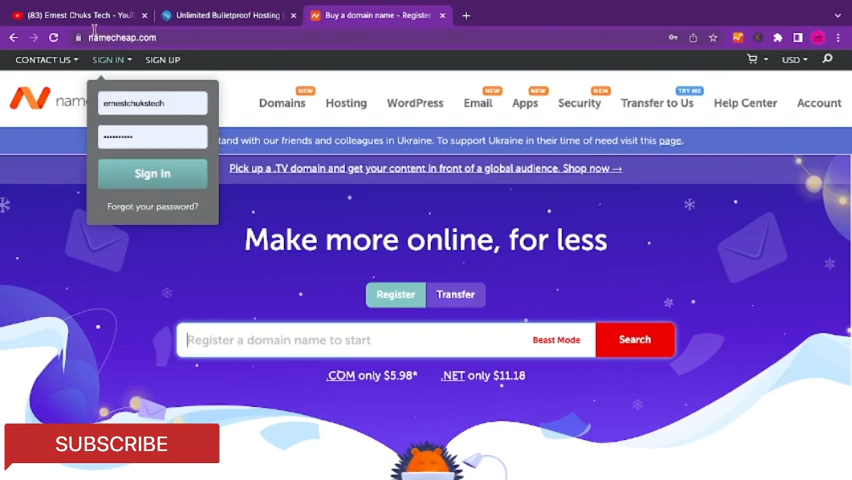 (83) Ernest Chuks Tech - YouT
Unlimited Bulletproof Hosting
Buy a domain name - Register
namecheap.com
CONTACT US
SIGN IN
SIGN UP
USD
ernestchukstech
Sign In
Forgot your password?
NEW
NEW
NEW
NEW
TRY ME
name
Domains
Hosting
WordPress
Email
Apps
Security
Transfer to Us
Help Center
Account
tand with our friends and colleagues in Ukraine. To support Ukraine in their time of need visit this page.
Pick up a .TV domain and get your content in front of a global audience. Shop now →
Make more online, for less
Register
Transfer
Register a domain name to start
Beast Mode
Search
.COM only $5.98*
.NET only $11.18
SUBSCRIBE